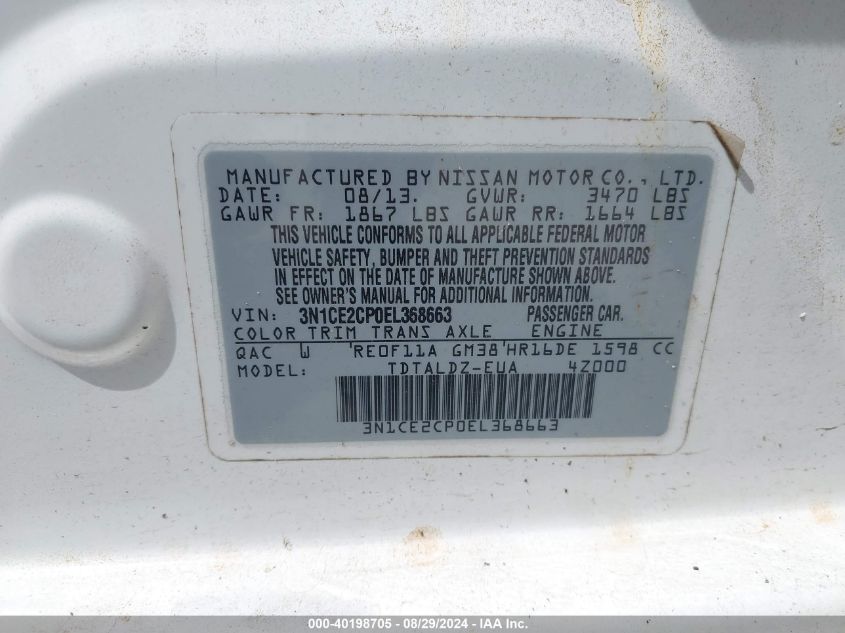 MANUFACTURED BY NISSAN MOTOR CO., LTD.
DATE: 08/13. GVWR: 3470 LBS
GAWR FR: 1867 LBS GAWR RR: 1664 LBS
THIS VEHICLE CONFORMS TO ALL APPLICABLE FEDERAL MOTOR
VEHICLE SAFETY, BUMPER AND THEFT PREVENTION STANDARDS
IN EFFECT ON THE DATE OF MANUFACTURE SHOWN ABOVE.
SEE OWNER'S MANUAL FOR ADDITIONAL INFORMATION.
VIN: 3N1CE2CP0EL368663 PASSENGER CAR.
COLOR TRIM TRANS AXLE ENGINE
QAC W 'RE0F11A GM38'HR16DE 1598 CC
MODEL: TDTALDZ-EUA 4Z000
3N1CE2CP0EL368663
000-40198705 - 08/29/2024 - IAA Inc.